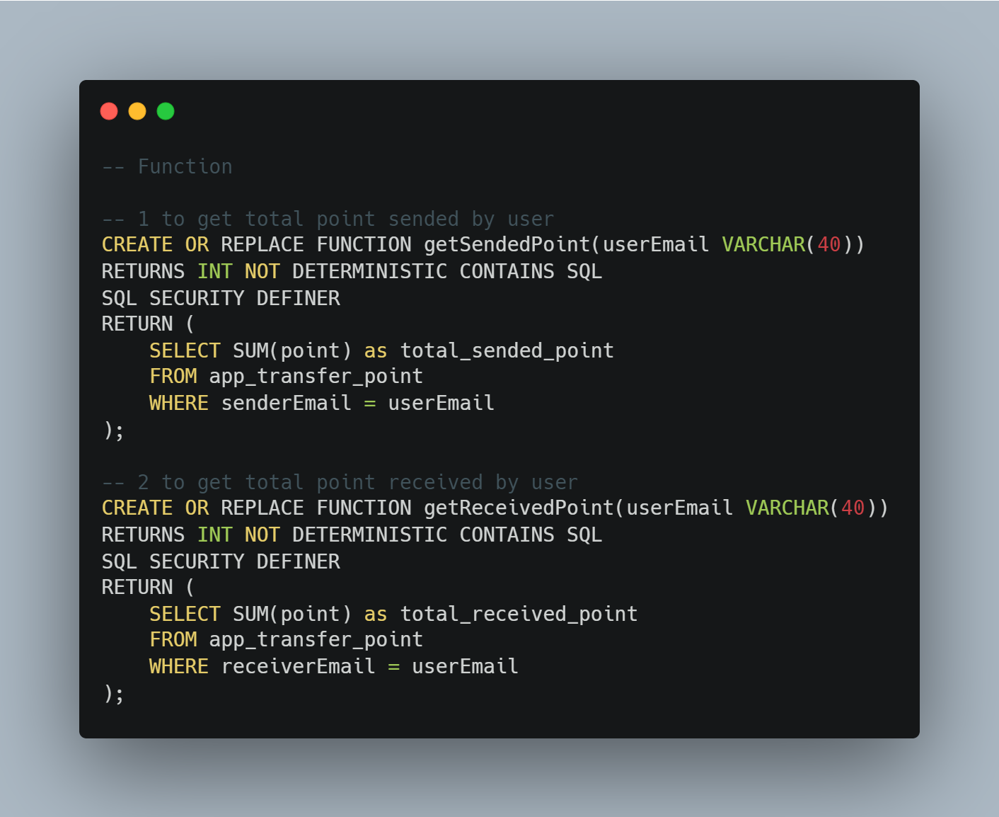 -- Function

-- 1 to get total point sended by user
CREATE OR REPLACE FUNCTION getSendedPoint(userEmail VARCHAR(40))
RETURNS INT NOT DETERMINISTIC CONTAINS SQL
SQL SECURITY DEFINER
RETURN (
    SELECT SUM(point) as total_sended_point
    FROM app_transfer_point
    WHERE senderEmail = userEmail
);

-- 2 to get total point received by user
CREATE OR REPLACE FUNCTION getReceivedPoint(userEmail VARCHAR(40))
RETURNS INT NOT DETERMINISTIC CONTAINS SQL
SQL SECURITY DEFINER
RETURN (
    SELECT SUM(point) as total_received_point
    FROM app_transfer_point
    WHERE receiverEmail = userEmail
);